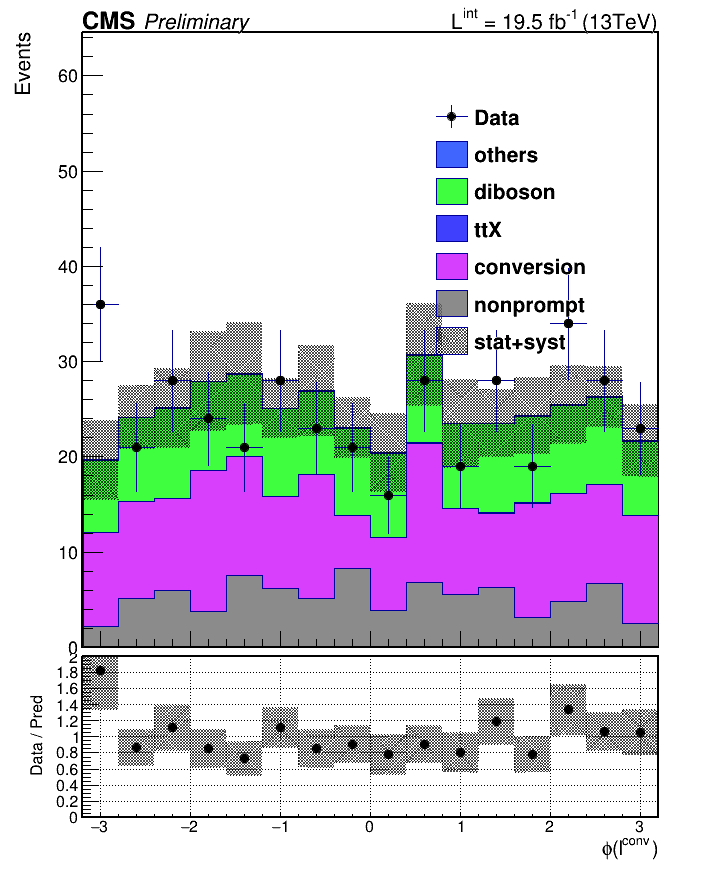 CMS Preliminary
L^int = 19.5 fb^-1 (13TeV)
Events
60
50
40
30
20
10
0
Data
others
diboson
ttX
conversion
nonprompt
stat+syst
Data / Pred
2
1.8
1.6
1.4
1.2
1
0.8
0.6
0.4
0.2
0
−3 −2 −1 0 1 2 3
ϕ(l^conv)